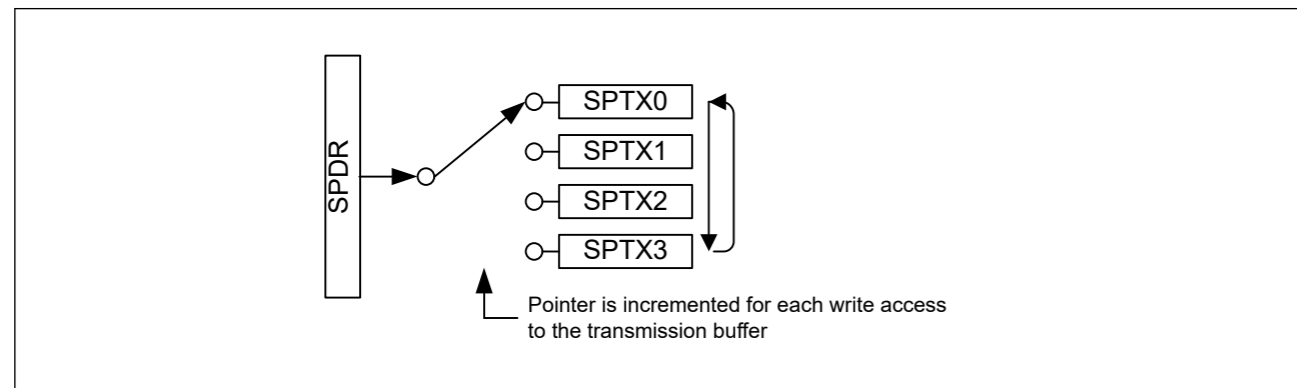 SPDR
SPTX0
SPTX1
SPTX2
SPTX3
Pointer is incremented for each write access
to the transmission buffer